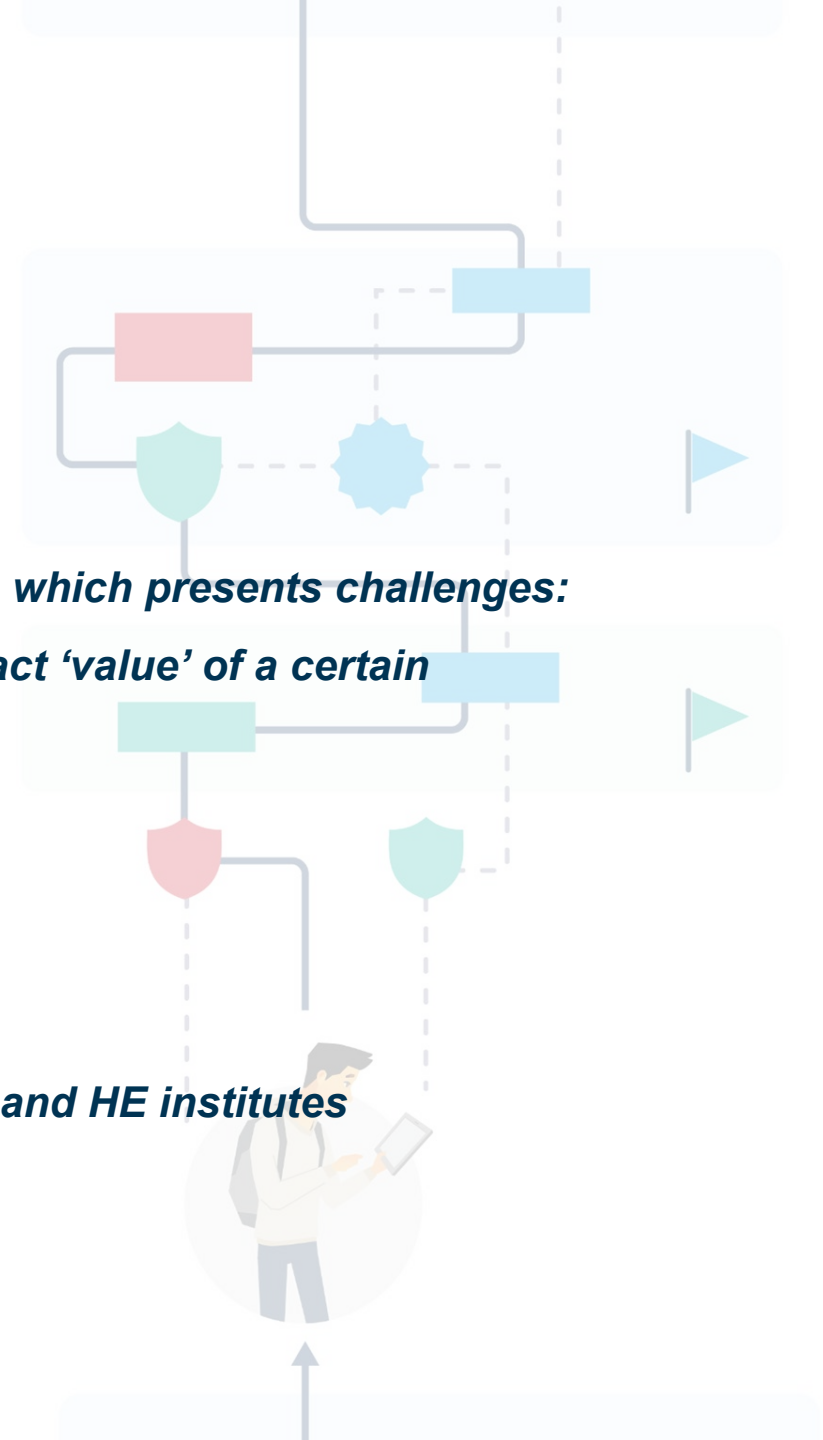 which presents challenges:
act ‘value’ of a certain
and HE institutes